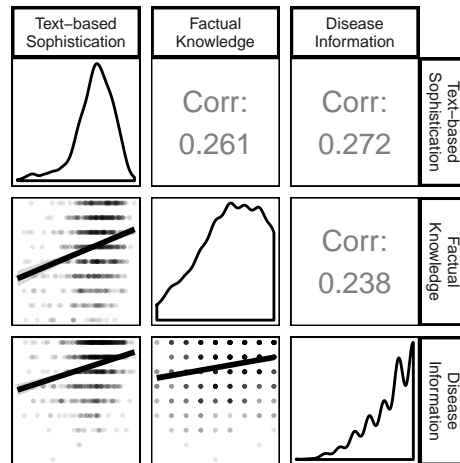 Text–based
Sophistication
Factual
Knowledge
Disease
Information
Corr:
0.261
Corr:
0.272
Text–based
Sophistication
Corr:
0.238
Factual
Knowledge
Disease
Information